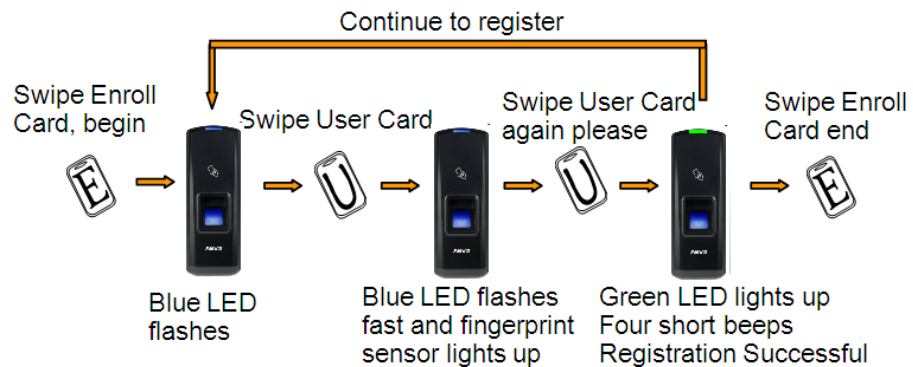 Continue to register
Swipe Enroll
Card, begin
E
Blue LED
flashes
Swipe User Card
U
Blue LED flashes
fast and fingerprint
sensor lights up
Swipe User Card
again please
U
Green LED lights up
Four short beeps
Registration Successful
Swipe Enroll
Card end
E